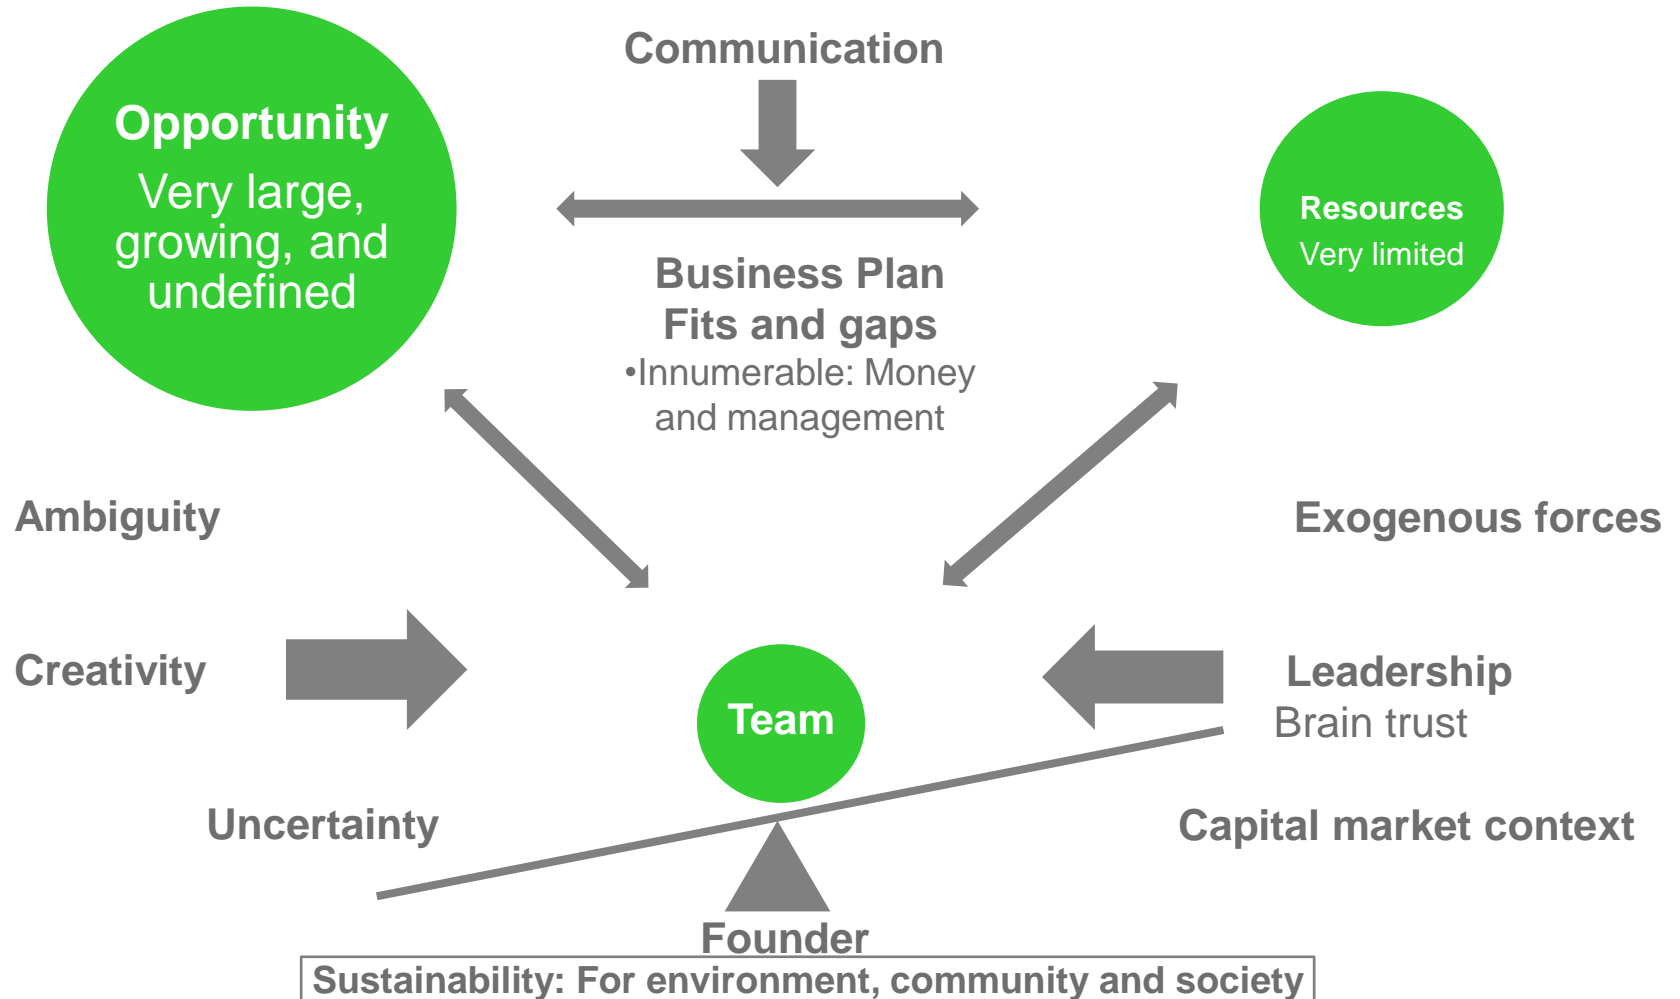 Communication
Opportunity
Very large,
growing, and
undefined
Resources
Very limited
Business Plan
Fits and gaps
•Innumerable: Money
and management
Ambiguity
Exogenous forces
Creativity
Leadership
Brain trust
Team
Uncertainty
Capital market context
Founder
Sustainability: For environment, community and society